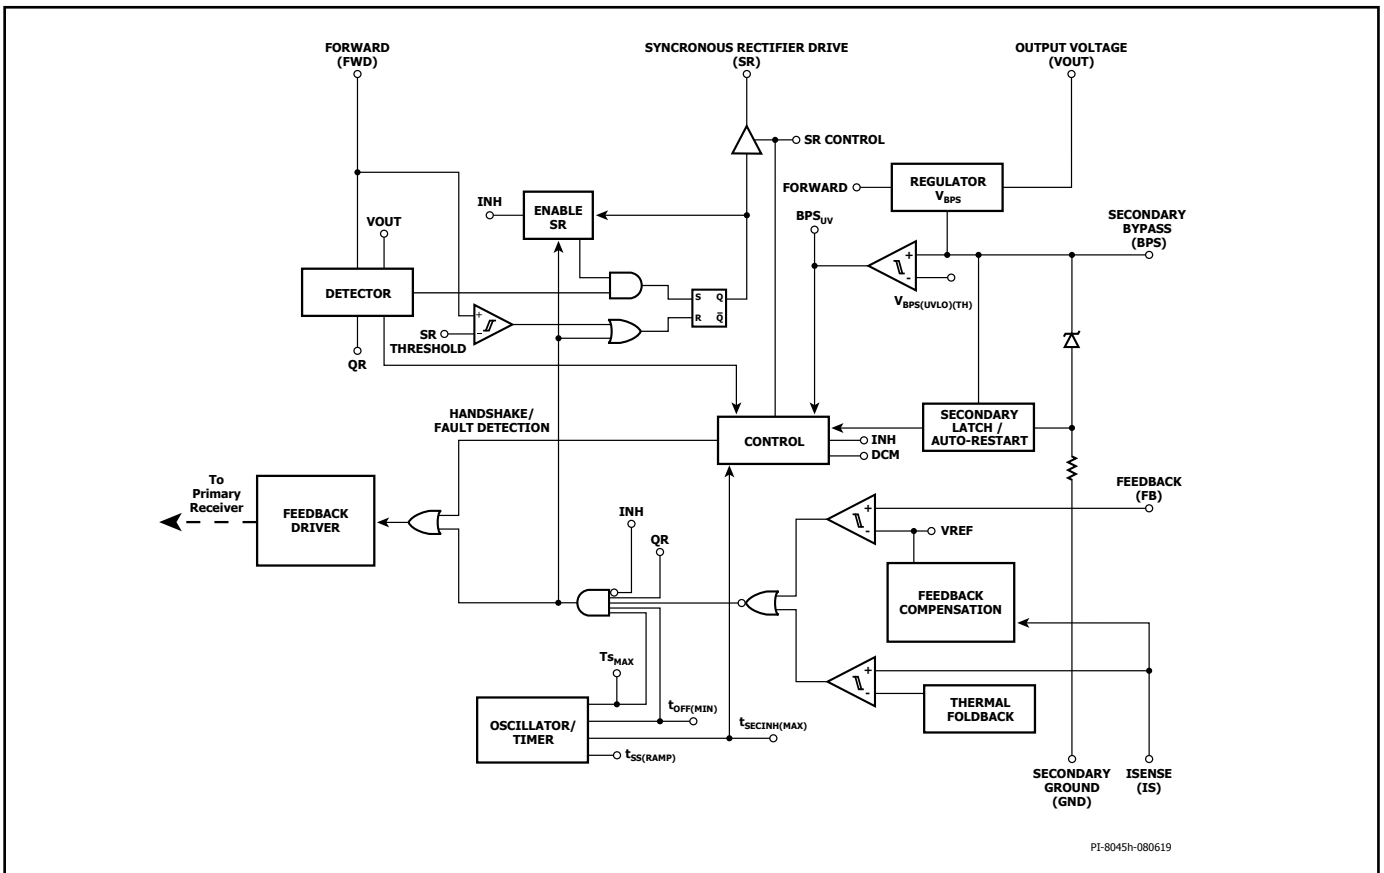 FORWARD
(FWD)
SYNCRONOUS RECTIFIER DRIVE
(SR)
OUTPUT VOLTAGE
(VOUT)
SR CONTROL
FORWARD
REGULATOR
VBPS
INH
ENABLE
SR
VOUT
BPSUV
SECONDARY
BYPASS
(BPS)
+
-
VBPS(UVLO)(TH)
DETECTOR
S Q
R Q̅
+
-
SR
THRESHOLD
QR
HANDSHAKE/
FAULT DETECTION
CONTROL
INH
DCM
SECONDARY
LATCH /
AUTO-RESTART
To
Primary
Receiver
FEEDBACK
DRIVER
INH
QR
FEEDBACK
(FB)
+
-
VREF
FEEDBACK
COMPENSATION
TsMAX
+
-
THERMAL
FOLDBACK
OSCILLATOR/
TIMER
tOFF(MIN)
tSECINH(MAX)
tSS(RAMP)
SECONDARY
GROUND
(GND)
ISENSE
(IS)
PI-8045h-080619